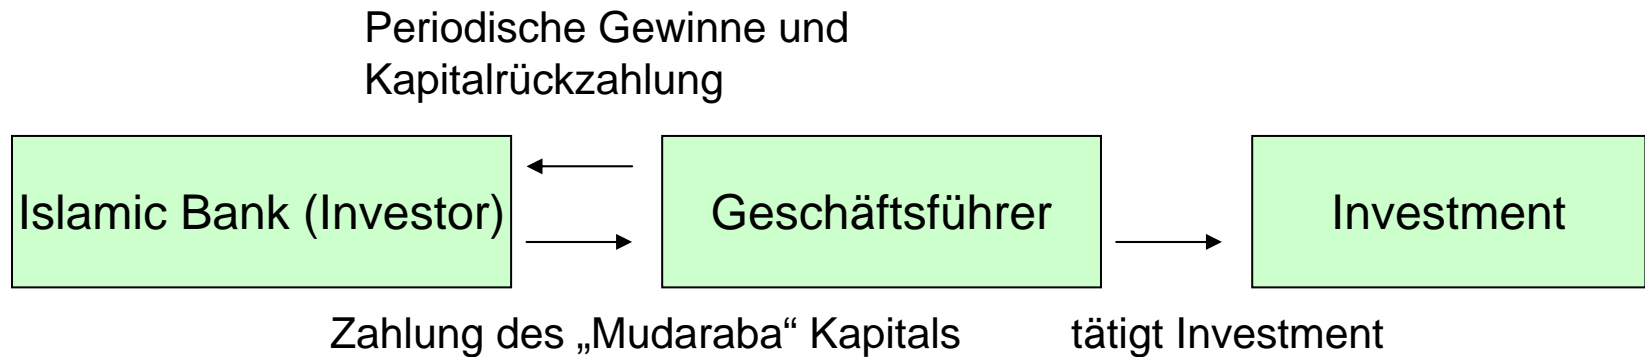 Periodische Gewinne und
Kapitalrückzahlung
Islamic Bank (Investor)
Geschäftsführer
Investment
Zahlung des „Mudaraba“ Kapitals
tätigt Investment